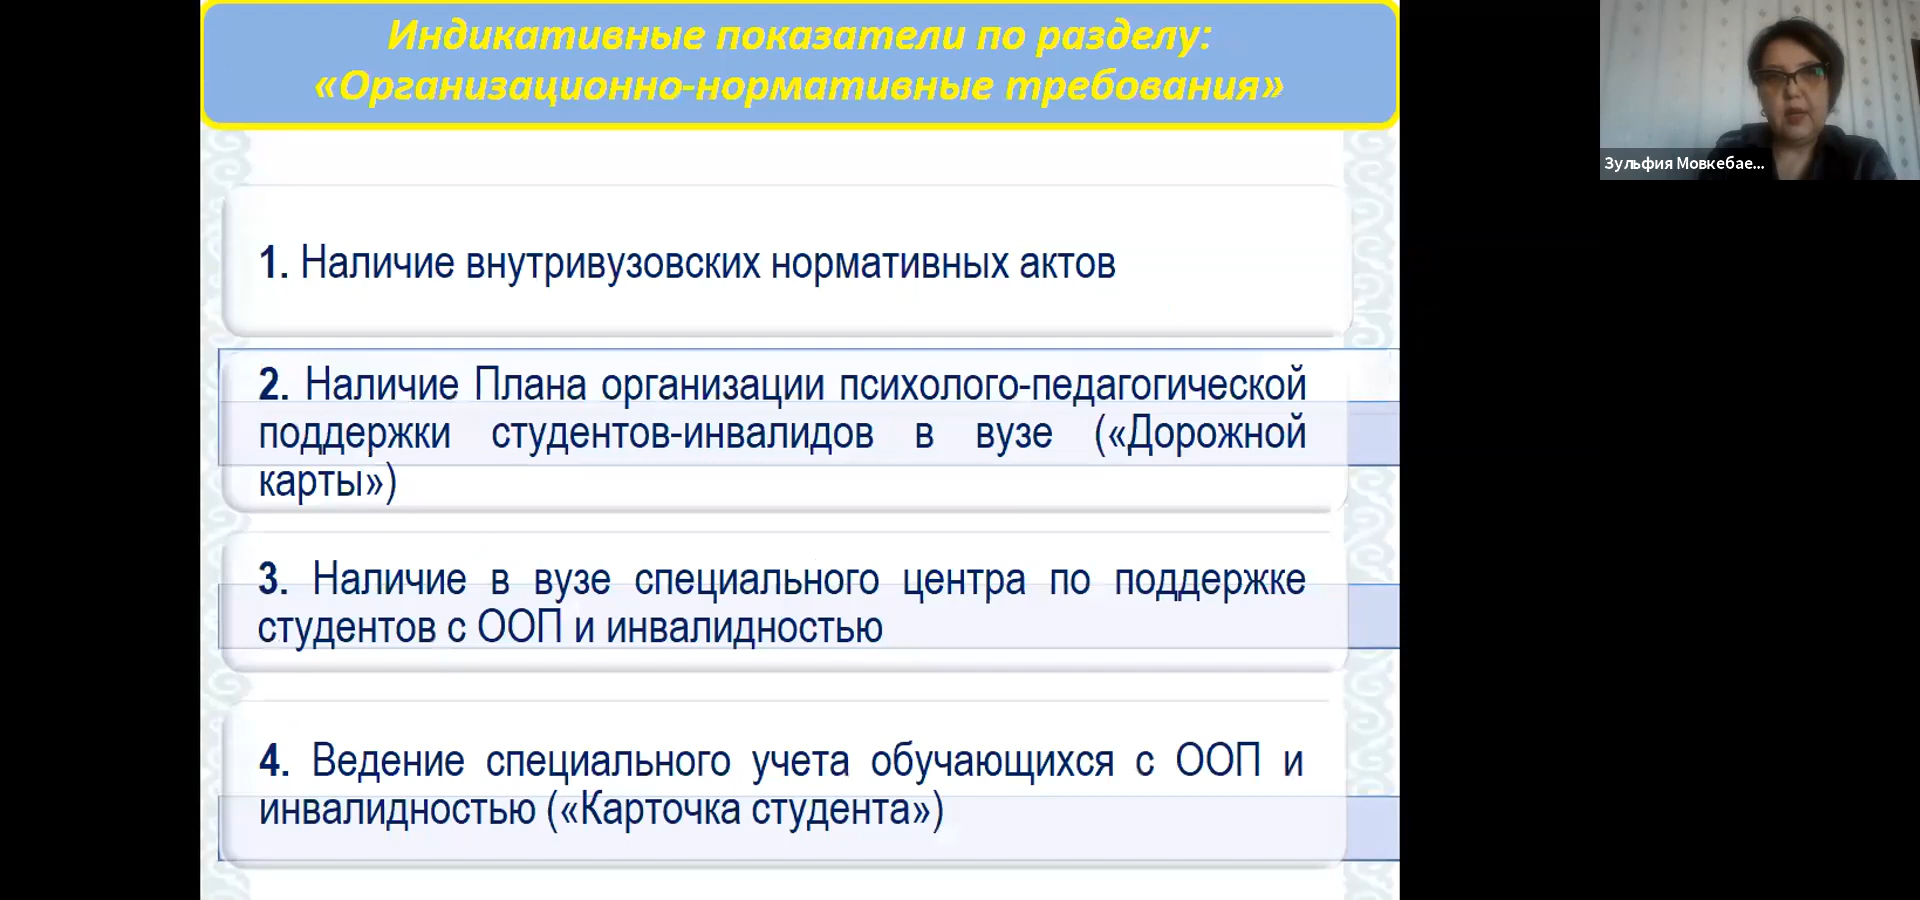 Индикативные показатели по разделу:
«Организационно-нормативные требования»
1. Наличие внутривузовских нормативных актов
2. Наличие Плана организации психолого-педагогической
поддержки студентов-инвалидов в вузе («Дорожной
карты»)
3. Наличие в вузе специального центра по поддержке
студентов с ООП и инвалидностью
4. Ведение специального учета обучающихся с ООП и
инвалидностью («Карточка студента»)
Зульфия Мовкебае...